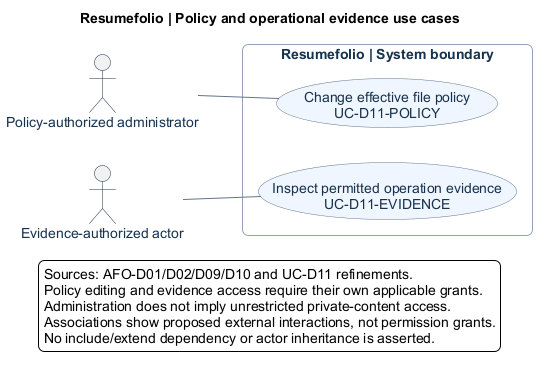 Resumefolio | Policy and operational evidence use cases
Resumefolio | System boundary
Change effective file policy
UC-D11-POLICY
Policy-authorized administrator
Inspect permitted operation evidence
UC-D11-EVIDENCE
Evidence-authorized actor
Sources: AFO-D01/D02/D09/D10 and UC-D11 refinements.
Policy editing and evidence access require their own applicable grants.
Administration does not imply unrestricted private-content access.
Associations show proposed external interactions, not permission grants.
No include/extend dependency or actor inheritance is asserted.